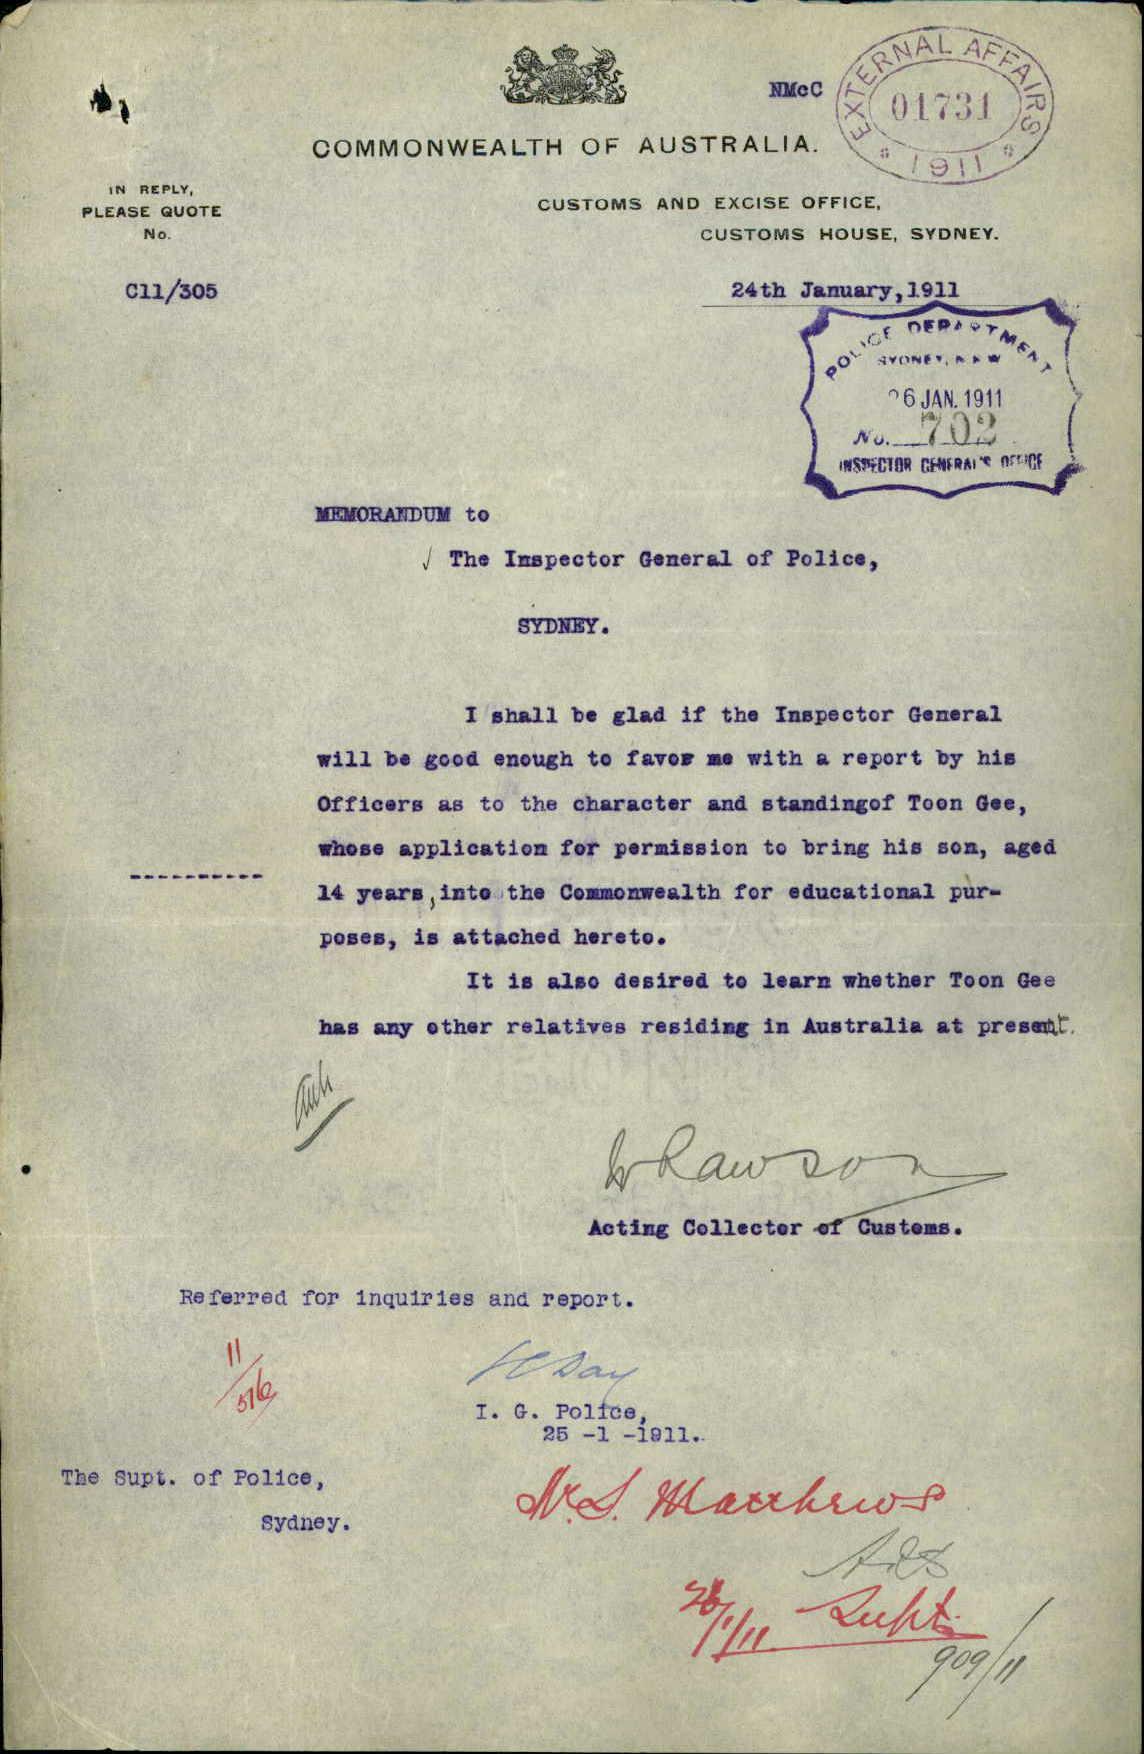 NMcC
EXTERNAL AFFAIRS
01731
* 1911 *
COMMONWEALTH OF AUSTRALIA.
IN REPLY,
PLEASE QUOTE
No.
CUSTOMS AND EXCISE OFFICE,
CUSTOMS HOUSE, SYDNEY.
C11/305
24th January, 1911
POLICE DEPARTMENT
SYDNEY, N S W
26 JAN. 1911
No. 702
INSPECTOR GENERAL'S OFFICE
MEMORANDUM to
The Inspector General of Police,
SYDNEY.
I shall be glad if the Inspector General
will be good enough to favor me with a report by his
Officers as to the character and standingof Toon Gee,
whose application for permission to bring his son, aged
14 years, into the Commonwealth for educational pur-
poses, is attached hereto.
It is also desired to learn whether Toon Gee
has any other relatives residing in Australia at present.
W Rawson
Acting Collector of Customs.
Referred for inquiries and report.
11/516
I. G. Police,
25 -1 -1911.
The Supt. of Police,
Sydney.
N. S. Matthews
Supt.
26/1/11
909/11